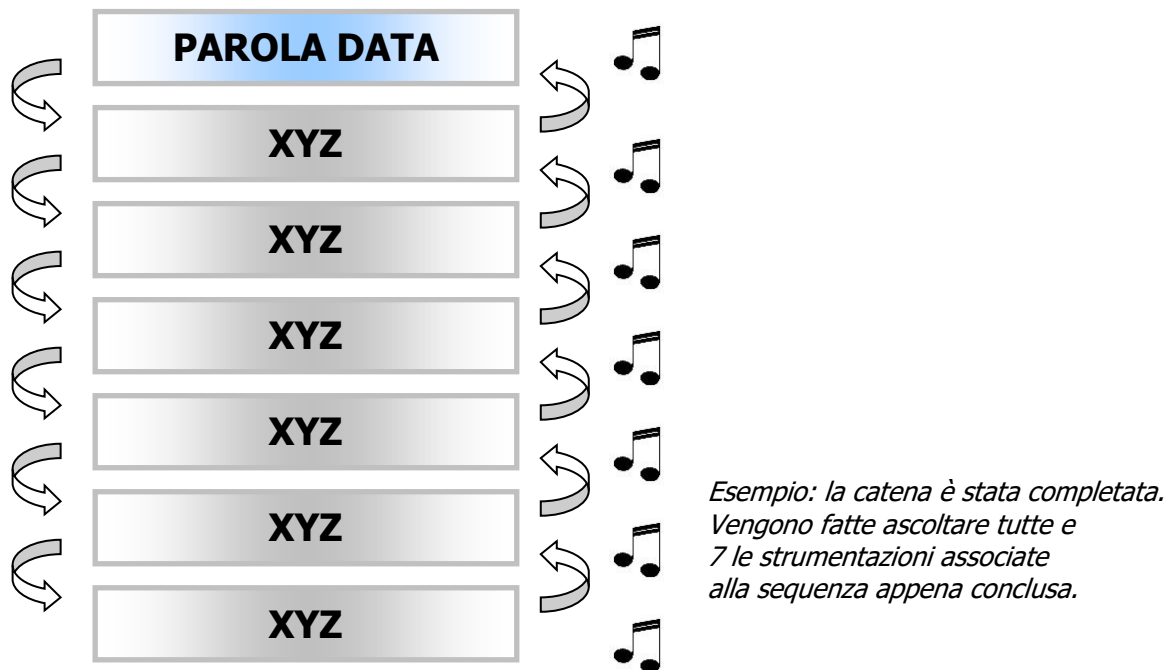 PAROLA DATA
XYZ
XYZ
XYZ
XYZ
XYZ
XYZ
Esempio: la catena è stata completata.
Vengono fatte ascoltare tutte e
7 le strumentazioni associate
alla sequenza appena conclusa.